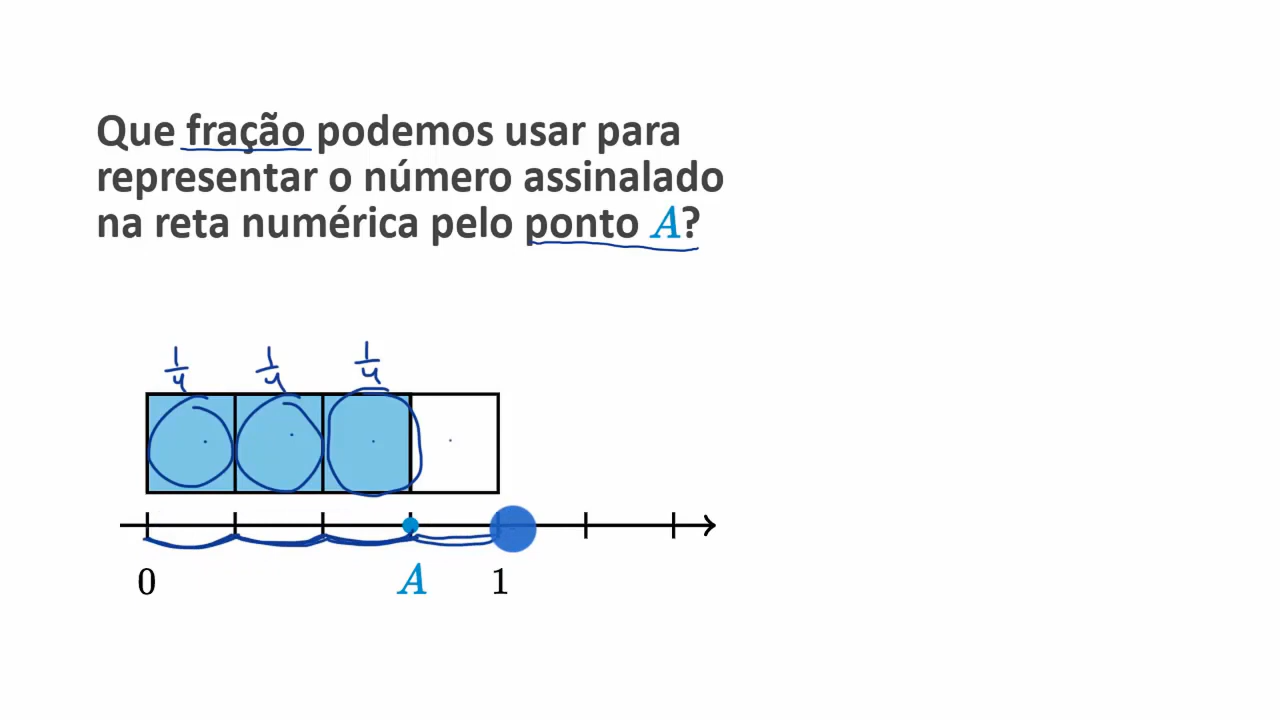 Que fração podemos usar para
representar o número assinalado
na reta numérica pelo ponto A?
1/4 1/4 1/4
0 A 1